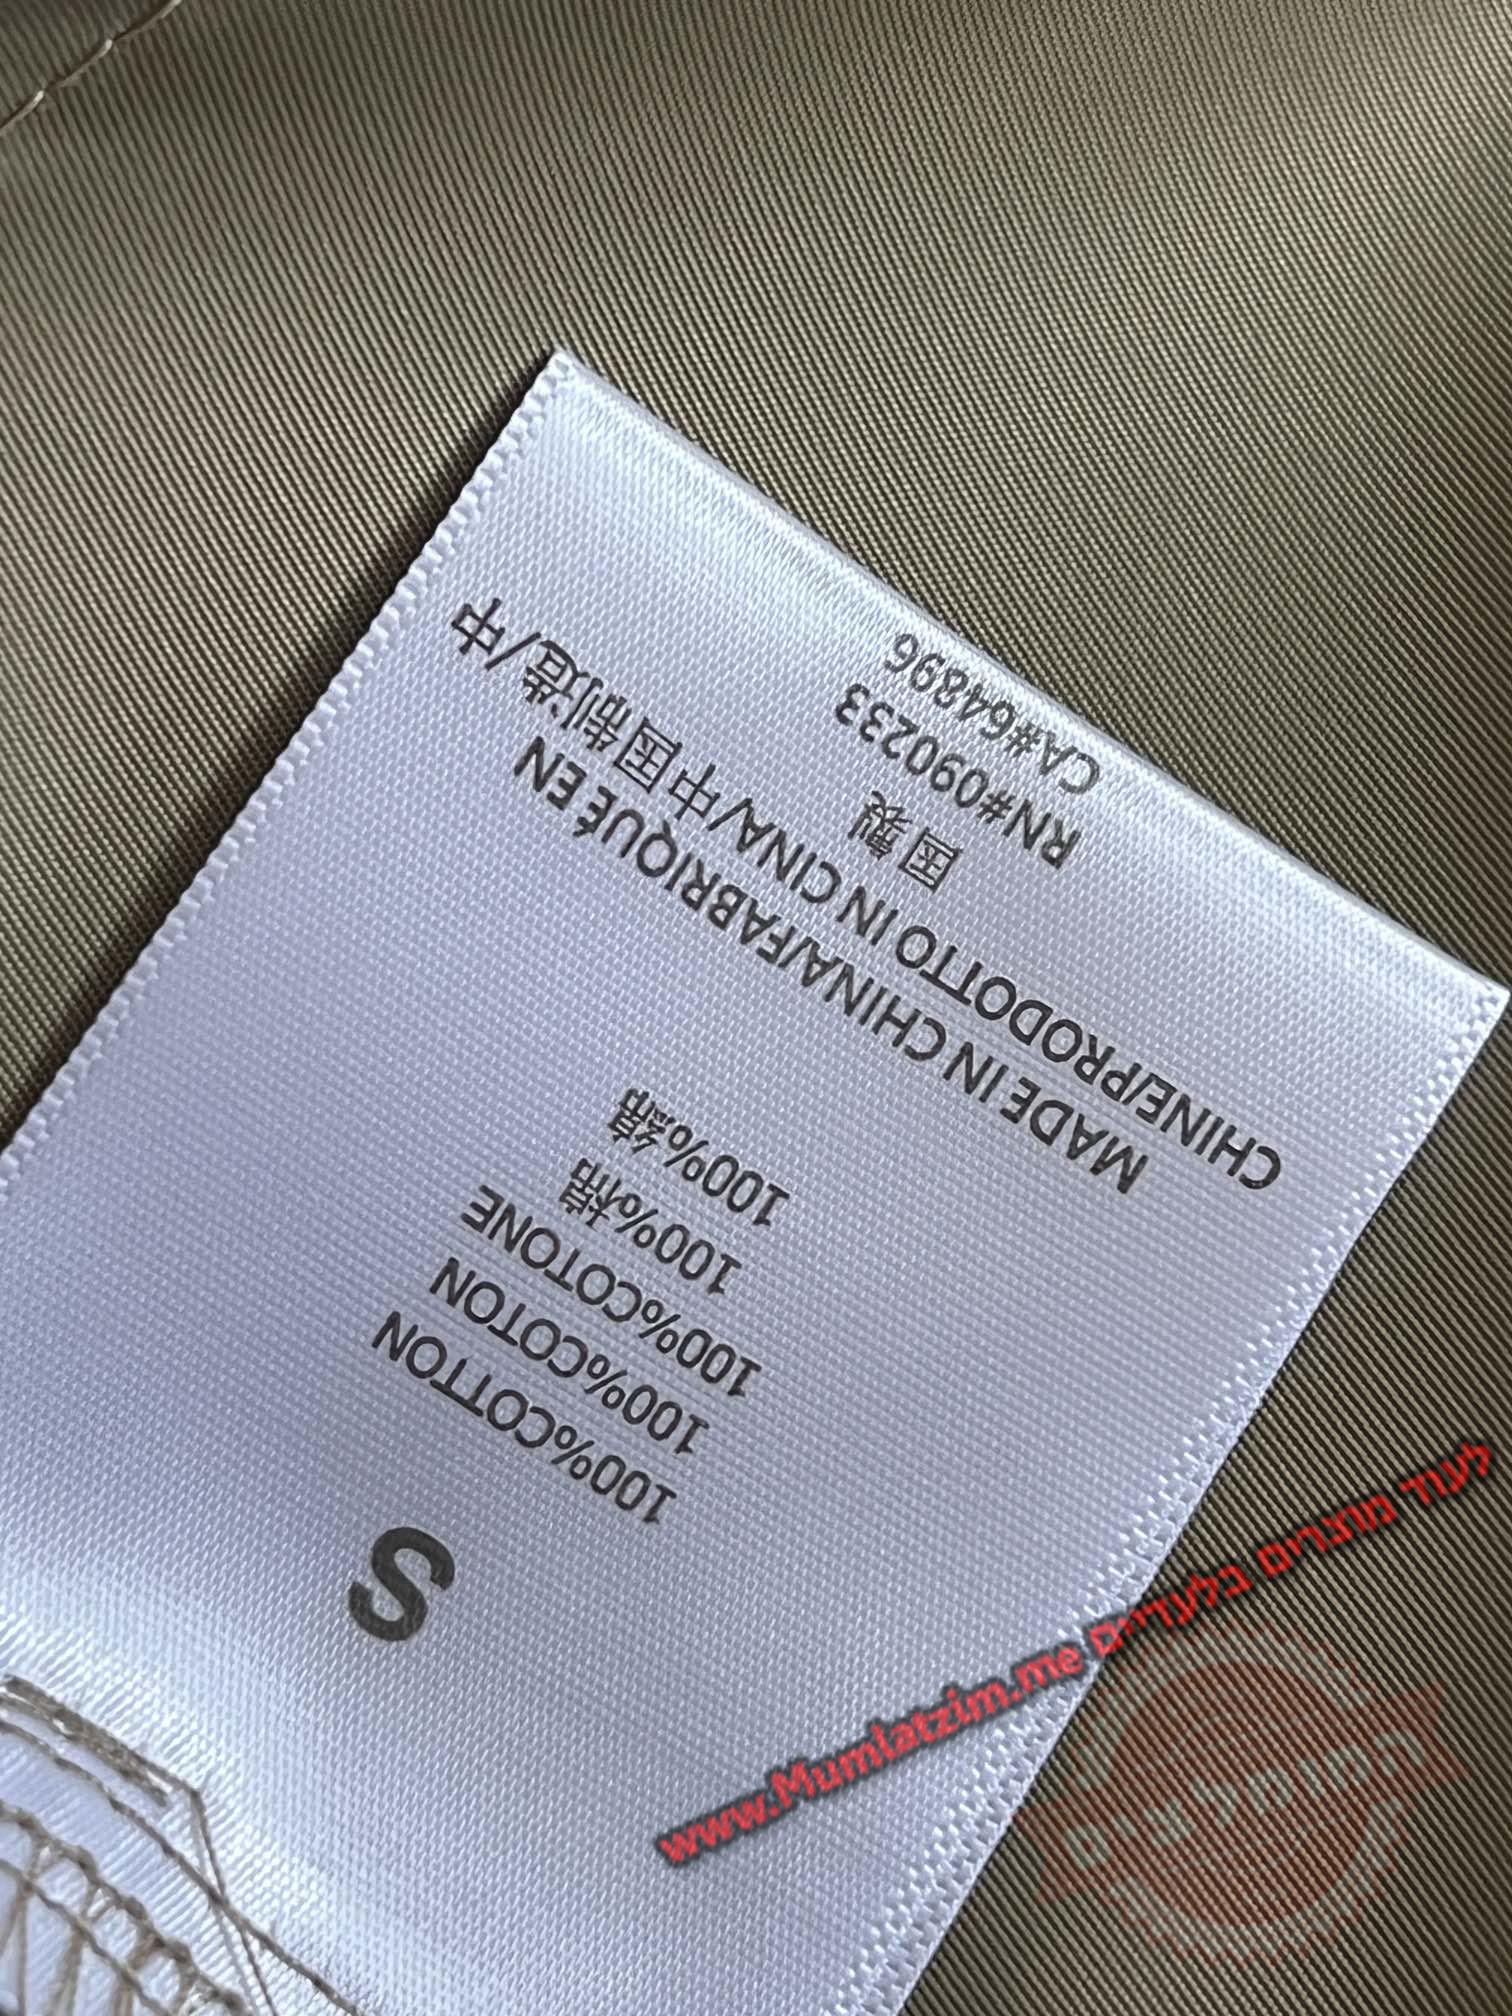 S
100%COTTON
100%COTON
100%COTONE
100%棉
100%綿
MADE IN CHINA/FABRIQUÉ EN
CHINE/PRODOTTO IN CINA/中国制造/中
国製
RN#090233
CA#64896
לעוד מוצרים בלעדיים www.Mumlatzim.me
המומלצים